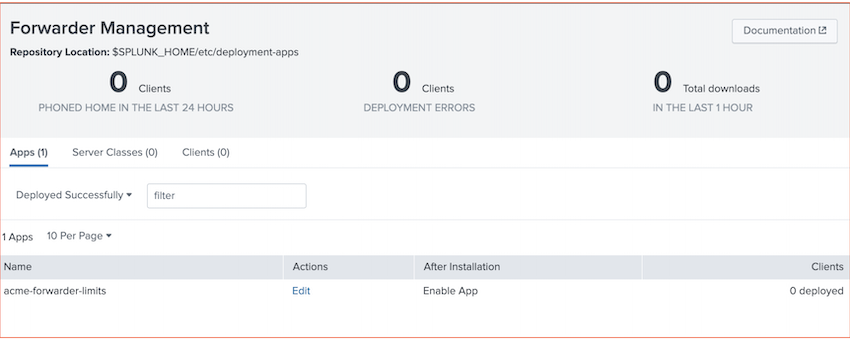 Forwarder Management
Documentation
Repository Location: $SPLUNK_HOME/etc/deployment-apps
0 Clients
PHONED HOME IN THE LAST 24 HOURS
0 Clients
DEPLOYMENT ERRORS
0 Total downloads
IN THE LAST 1 HOUR
Apps (1) Server Classes (0) Clients (0)
Deployed Successfully filter
1 Apps 10 Per Page
Name Actions After Installation Clients
acme-forwarder-limits Edit Enable App 0 deployed